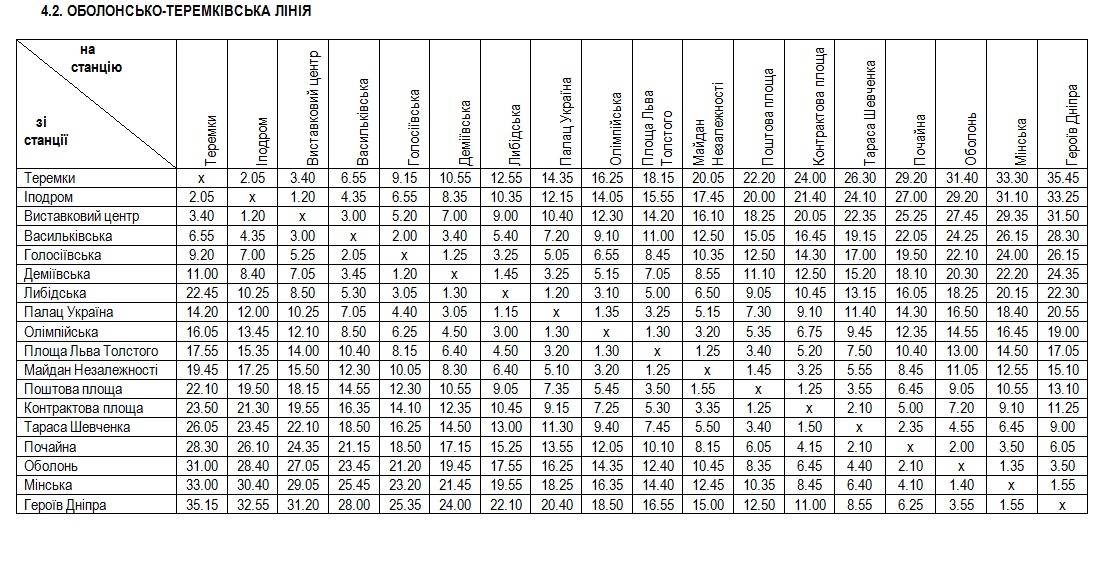 4.2. ОБОЛОНСЬКО-ТЕРЕМКІВСЬКА ЛІНІЯ
на станцію
зі станції
Теремки
Іподром
Виставковий центр
Васильківська
Голосіївська
Деміївська
Либідська
Палац Україна
Олімпійська
Площа Льва Толстого
Майдан Незалежності
Поштова площа
Контрактова площа
Тараса Шевченка
Почайна
Оболонь
Мінська
Героїв Дніпра
Теремки x 2.05 3.40 6.55 9.15 10.55 12.55 14.35 16.25 18.15 20.05 22.20 24.00 26.30 29.20 31.40 33.30 35.45
Іподром 2.05 x 1.20 4.35 6.55 8.35 10.35 12.15 14.05 15.55 17.45 20.00 21.40 24.10 27.00 29.20 31.10 33.25
Виставковий центр 3.40 1.20 x 3.00 5.20 7.00 9.00 10.40 12.30 14.20 16.10 18.25 20.05 22.35 25.25 27.45 29.35 31.50
Васильківська 6.55 4.35 3.00 x 2.00 3.40 5.40 7.20 9.10 11.00 12.50 15.05 16.45 19.15 22.05 24.25 26.15 28.30
Голосіївська 9.20 7.00 5.25 2.05 x 1.25 3.25 5.05 6.55 8.45 10.35 12.50 14.30 17.00 19.50 22.10 24.00 26.15
Деміївська 11.00 8.40 7.05 3.45 1.20 x 1.45 3.25 5.15 7.05 8.55 11.10 12.50 15.20 18.10 20.30 22.20 24.35
Либідська 22.45 10.25 8.50 5.30 3.05 1.30 x 1.20 3.10 5.00 6.50 9.05 10.45 13.15 16.05 18.25 20.15 22.30
Палац Україна 14.20 12.00 10.25 7.05 4.40 3.05 1.15 x 1.35 3.25 5.15 7.30 9.10 11.40 14.30 16.50 18.40 20.55
Олімпійська 16.05 13.45 12.10 8.50 6.25 4.50 3.00 1.30 x 1.30 3.20 5.35 6.75 9.45 12.35 14.55 16.45 19.00
Площа Льва Толстого 17.55 15.35 14.00 10.40 8.15 6.40 4.50 3.20 1.30 x 1.25 3.40 5.20 7.50 10.40 13.00 14.50 17.05
Майдан Незалежності 19.45 17.25 15.50 12.30 10.05 8.30 6.40 5.10 3.20 1.25 x 1.45 3.25 5.55 8.45 11.05 12.55 15.10
Поштова площа 22.10 19.50 18.15 14.55 12.30 10.55 9.05 7.35 5.45 3.50 1.55 x 1.25 3.55 6.45 9.05 10.55 13.10
Контрактова площа 23.50 21.30 19.55 16.35 14.10 12.35 10.45 9.15 7.25 5.30 3.35 1.25 x 2.10 5.00 7.20 9.10 11.25
Тараса Шевченка 26.05 23.45 22.10 18.50 16.25 14.50 13.00 11.30 9.40 7.45 5.50 3.40 1.50 x 2.35 4.55 6.45 9.00
Почайна 28.30 26.10 24.35 21.15 18.50 17.15 15.25 13.55 12.05 10.10 8.15 6.05 4.15 2.10 x 2.00 3.50 6.05
Оболонь 31.00 28.40 27.05 23.45 21.20 19.45 17.55 16.25 14.35 12.40 10.45 8.35 6.45 4.40 2.10 x 1.35 3.50
Мінська 33.00 30.40 29.05 25.45 23.20 21.45 19.55 18.25 16.35 14.40 12.45 10.35 8.45 6.40 4.10 1.40 x 1.55
Героїв Дніпра 35.15 32.55 31.20 28.00 25.35 24.00 22.10 20.40 18.50 16.55 15.00 12.50 11.00 8.55 6.25 3.55 1.55 x